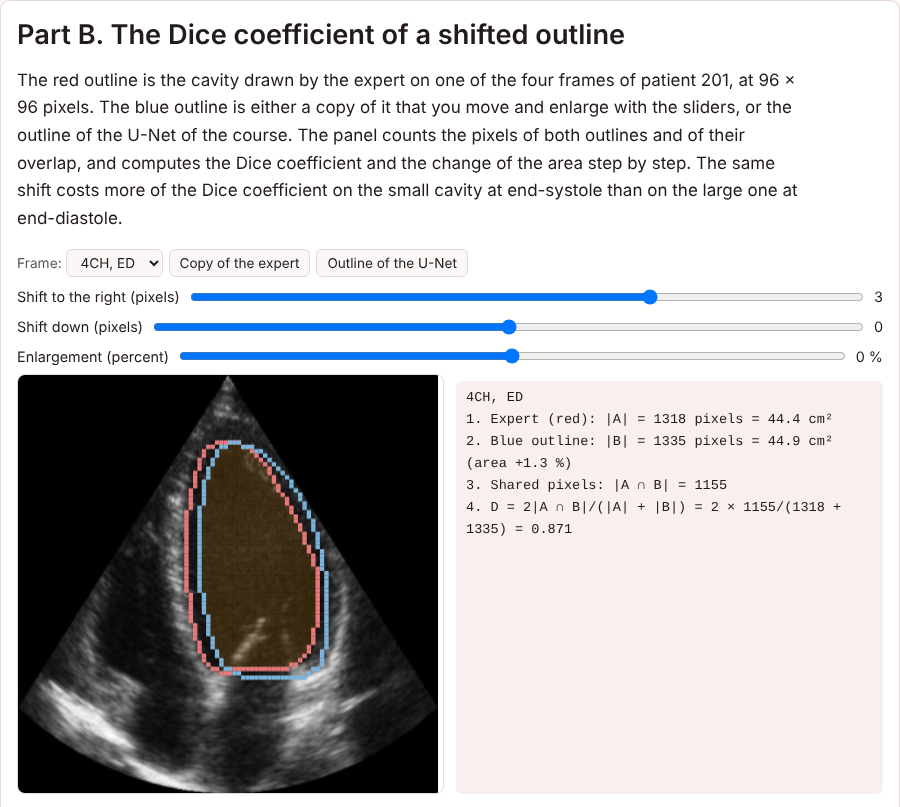 Part B. The Dice coefficient of a shifted outline
The red outline is the cavity drawn by the expert on one of the four frames of patient 201, at 96 ×
96 pixels. The blue outline is either a copy of it that you move and enlarge with the sliders, or the
outline of the U-Net of the course. The panel counts the pixels of both outlines and of their
overlap, and computes the Dice coefficient and the change of the area step by step. The same
shift costs more of the Dice coefficient on the small cavity at end-systole than on the large one at
end-diastole.
Frame: 4CH, ED Copy of the expert Outline of the U-Net
Shift to the right (pixels) 3
Shift down (pixels) 0
Enlargement (percent) 0 %
4CH, ED
1. Expert (red): |A| = 1318 pixels = 44.4 cm²
2. Blue outline: |B| = 1335 pixels = 44.9 cm²
(area +1.3 %)
3. Shared pixels: |A ∩ B| = 1155
4. D = 2|A ∩ B|/(|A| + |B|) = 2 × 1155/(1318 +
1335) = 0.871